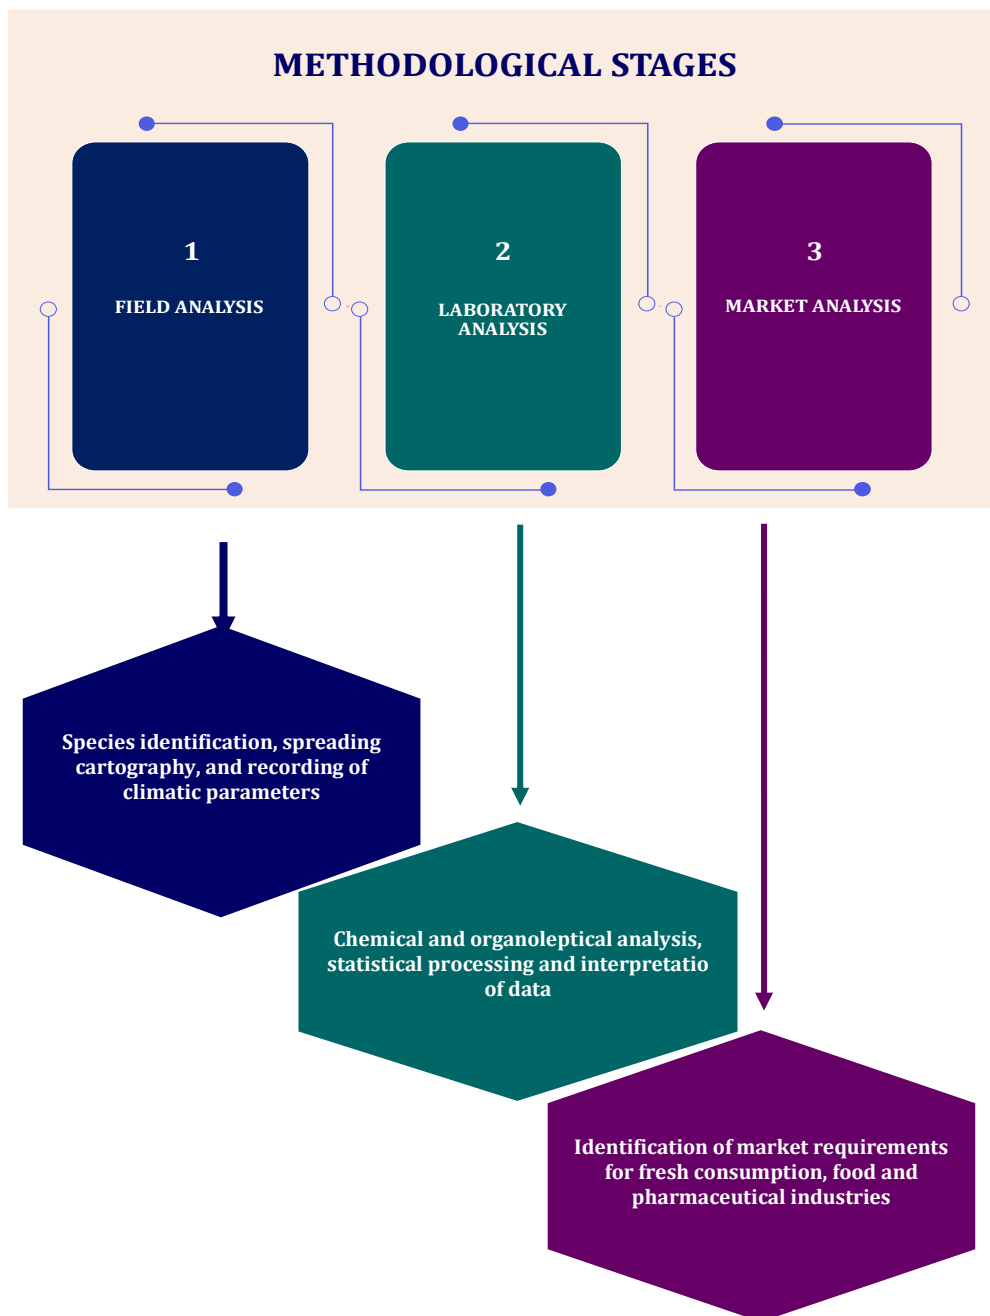 METHODOLOGICAL STAGES
1
FIELD ANALYSIS
2
LABORATORY
ANALYSIS
3
MARKET ANALYSIS
Species identification, spreading
cartography, and recording of
climatic parameters
Chemical and organoleptical analysis,
statistical processing and interpretatio
of data
Identification of market requirements
for fresh consumption, food and
pharmaceutical industries